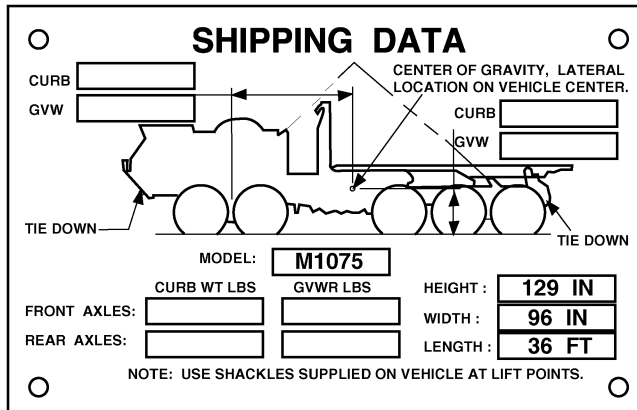 SHIPPING DATA
CURB
GVW
CENTER OF GRAVITY, LATERAL
LOCATION ON VEHICLE CENTER.
CURB
GVW
TIE DOWN
TIE DOWN
MODEL: M1075
CURB WT LBS GVWR LBS
FRONT AXLES:
REAR AXLES:
HEIGHT : 129 IN
WIDTH : 96 IN
LENGTH : 36 FT
NOTE: USE SHACKLES SUPPLIED ON VEHICLE AT LIFT POINTS.